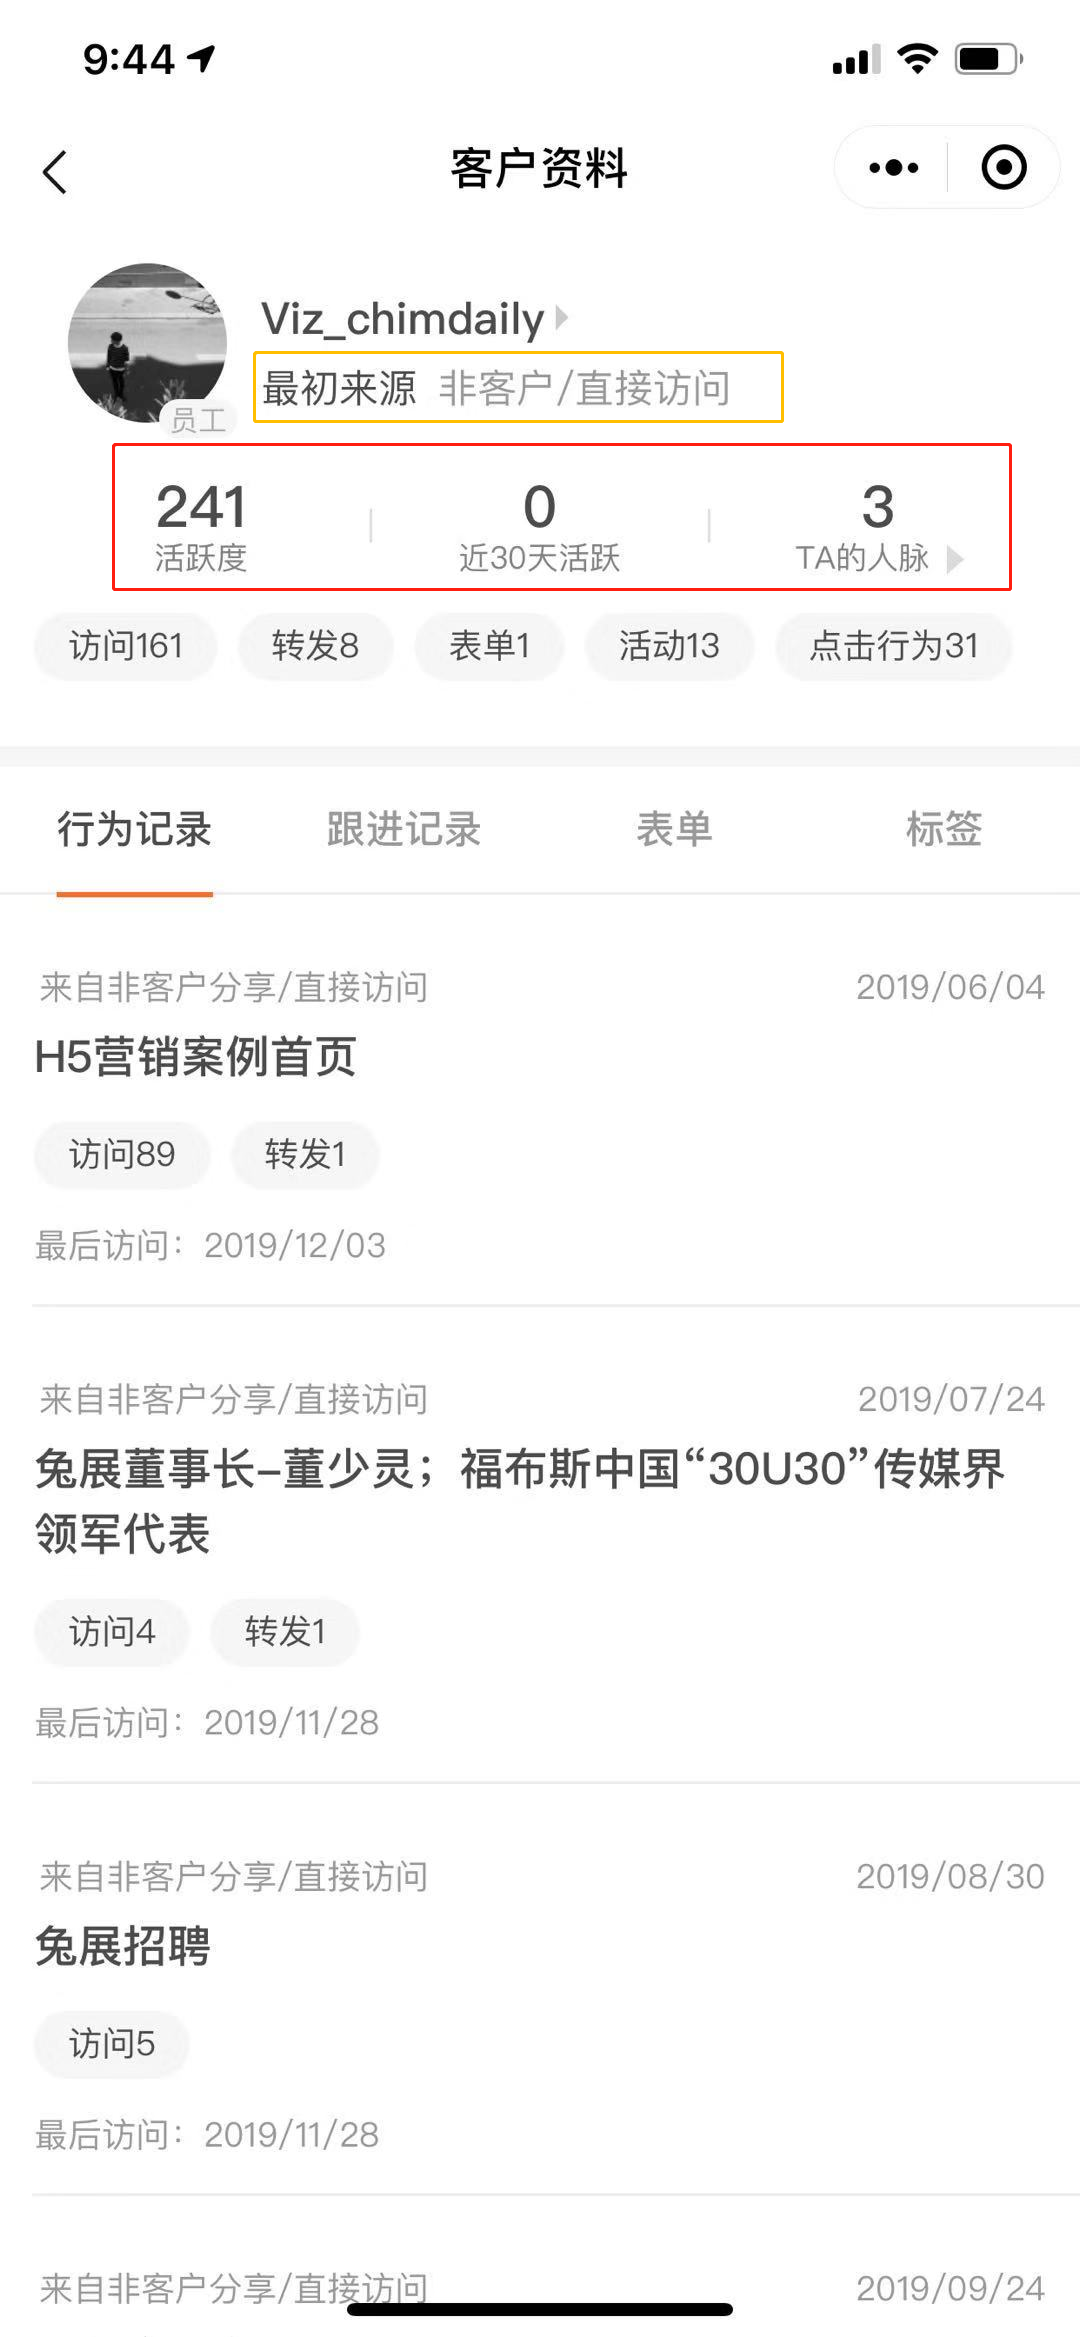 9:44
客户资料
Viz_chimdaily
最初来源 非客户/直接访问
员工
241 0 3
活跃度 近30天活跃 TA的人脉
访问161 转发8 表单1 活动13 点击行为31
行为记录 跟进记录 表单 标签
来自非客户分享/直接访问 2019/06/04
H5营销案例首页
访问89 转发1
最后访问：2019/12/03
来自非客户分享/直接访问 2019/07/24
兔展董事长–董少灵；福布斯中国“30U30”传媒界
领军代表
访问4 转发1
最后访问：2019/11/28
来自非客户分享/直接访问 2019/08/30
兔展招聘
访问5
最后访问：2019/11/28
来自非客户分享/直接访问 2019/09/24